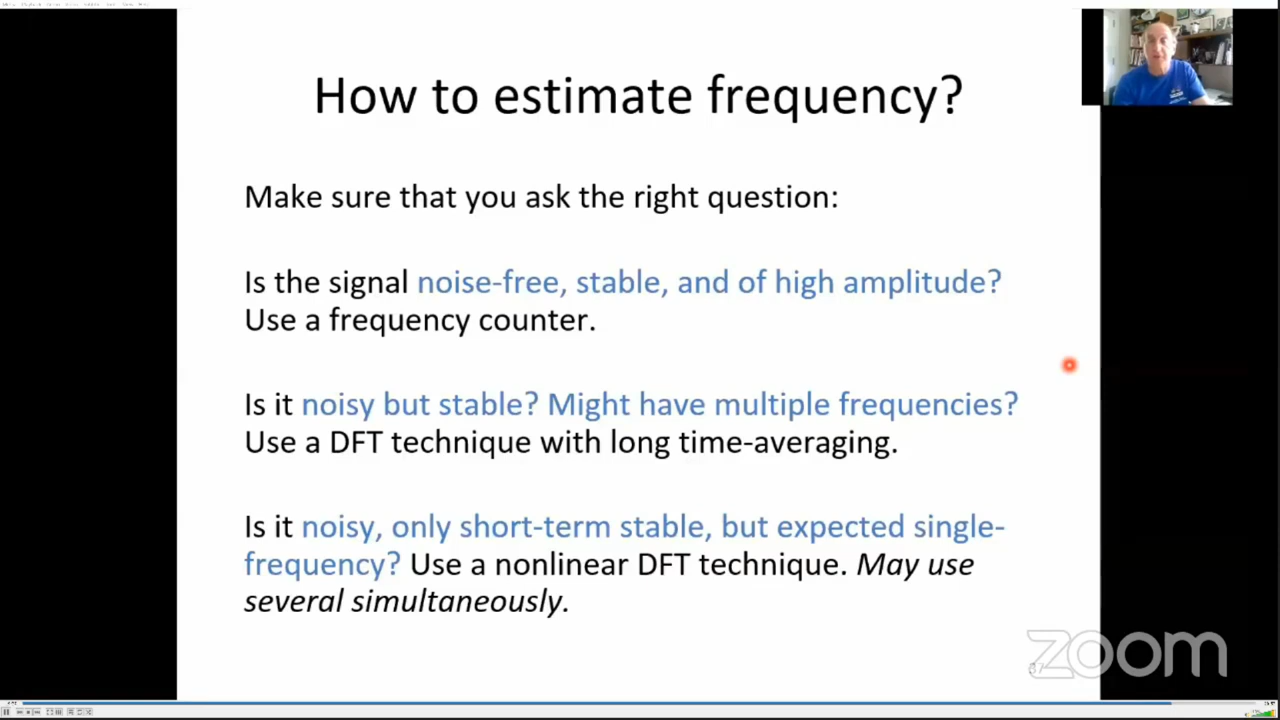 How to estimate frequency?
Make sure that you ask the right question:
Is the signal noise-free, stable, and of high amplitude?
Use a frequency counter.
Is it noisy but stable? Might have multiple frequencies?
Use a DFT technique with long time-averaging.
Is it noisy, only short-term stable, but expected single-
frequency? Use a nonlinear DFT technique. May use
several simultaneously.
zoom